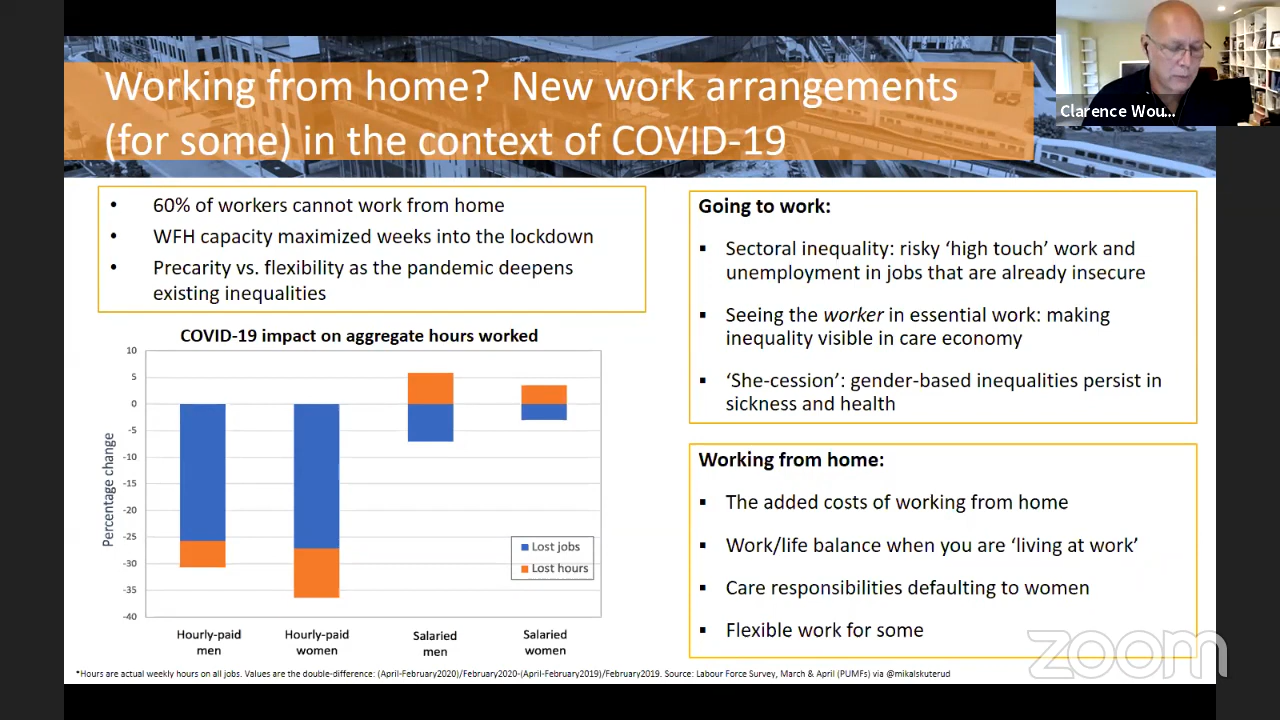 Working from home? New work arrangements
(for some) in the context of COVID-19
Clarence Wou...
• 60% of workers cannot work from home
• WFH capacity maximized weeks into the lockdown
• Precarity vs. flexibility as the pandemic deepens
existing inequalities
COVID-19 impact on aggregate hours worked
Percentage change
10
5
0
-5
-10
-15
-20
-25
-30
-35
-40
Lost jobs
Lost hours
Hourly-paid
men
Hourly-paid
women
Salaried
men
Salaried
women
Going to work:
▪ Sectoral inequality: risky ‘high touch’ work and
unemployment in jobs that are already insecure
▪ Seeing the worker in essential work: making
inequality visible in care economy
▪ ‘She-cession’: gender-based inequalities persist in
sickness and health
Working from home:
▪ The added costs of working from home
▪ Work/life balance when you are ‘living at work’
▪ Care responsibilities defaulting to women
▪ Flexible work for some
zoom
*Hours are actual weekly hours on all jobs. Values are the double-difference: (April-February2020)/February2020-(April-February2019)/February2019. Source: Labour Force Survey, March & April (PUMFs) via @mikalskuterud